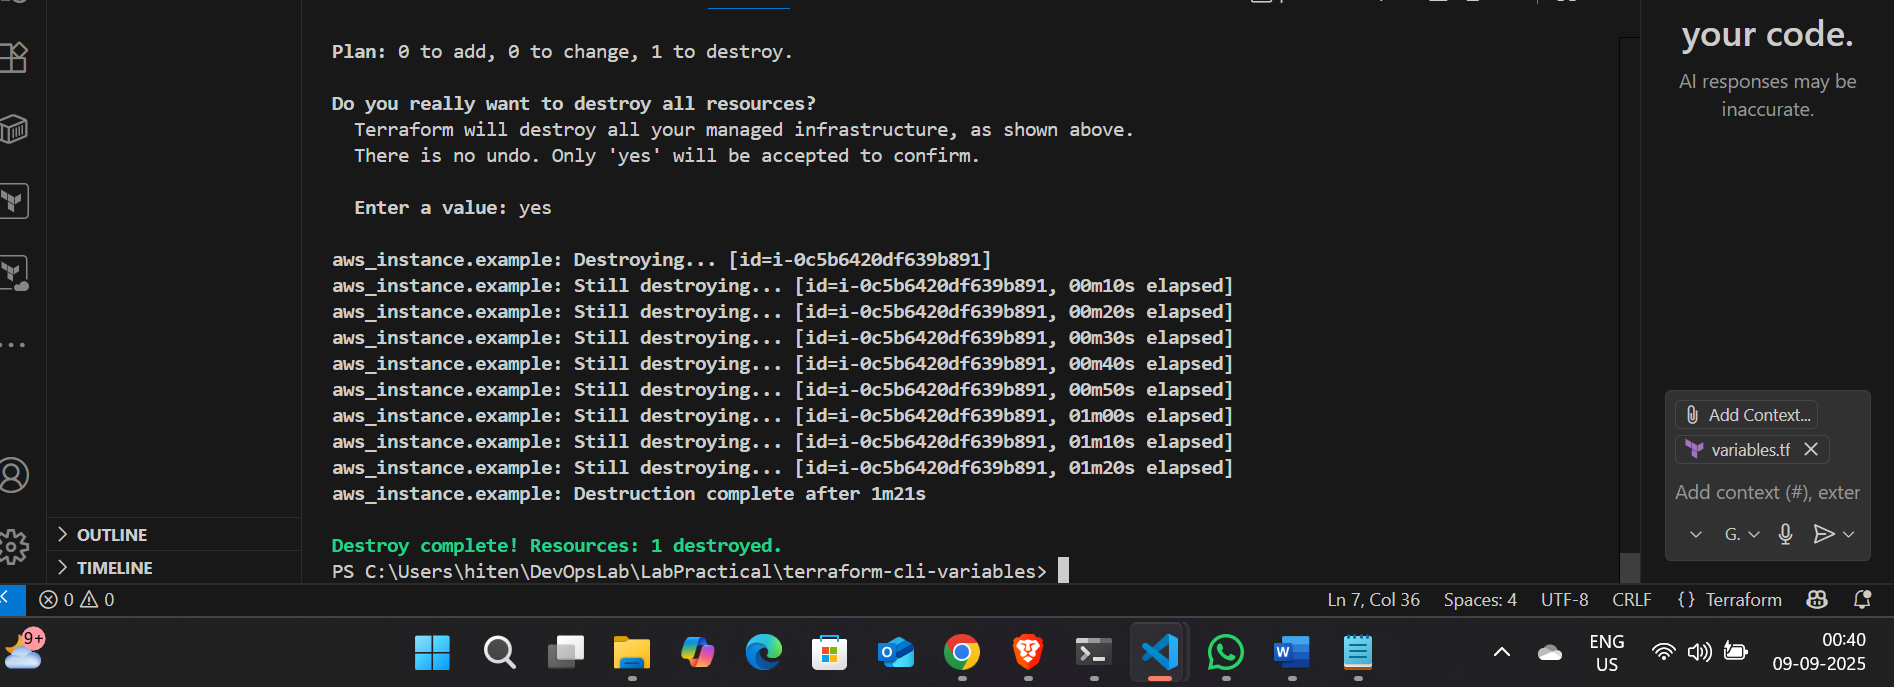 Plan: 0 to add, 0 to change, 1 to destroy.
Do you really want to destroy all resources?
Terraform will destroy all your managed infrastructure, as shown above.
There is no undo. Only 'yes' will be accepted to confirm.
Enter a value: yes
aws_instance.example: Destroying... [id=i-0c5b6420df639b891]
aws_instance.example: Still destroying... [id=i-0c5b6420df639b891, 00m10s elapsed]
aws_instance.example: Still destroying... [id=i-0c5b6420df639b891, 00m20s elapsed]
aws_instance.example: Still destroying... [id=i-0c5b6420df639b891, 00m30s elapsed]
aws_instance.example: Still destroying... [id=i-0c5b6420df639b891, 00m40s elapsed]
aws_instance.example: Still destroying... [id=i-0c5b6420df639b891, 00m50s elapsed]
aws_instance.example: Still destroying... [id=i-0c5b6420df639b891, 01m00s elapsed]
aws_instance.example: Still destroying... [id=i-0c5b6420df639b891, 01m10s elapsed]
aws_instance.example: Still destroying... [id=i-0c5b6420df639b891, 01m20s elapsed]
aws_instance.example: Destruction complete after 1m21s
Destroy complete! Resources: 1 destroyed.
PS C:\Users\hiten\DevOpsLab\LabPractical\terraform-cli-variables>
your code.
AI responses may be
inaccurate.
Add Context...
variables.tf
Add context (#), exter
G.
OUTLINE
TIMELINE
0 0
Ln 7, Col 36 Spaces: 4 UTF-8 CRLF {} Terraform
9+
ENG
US
00:40
09-09-2025